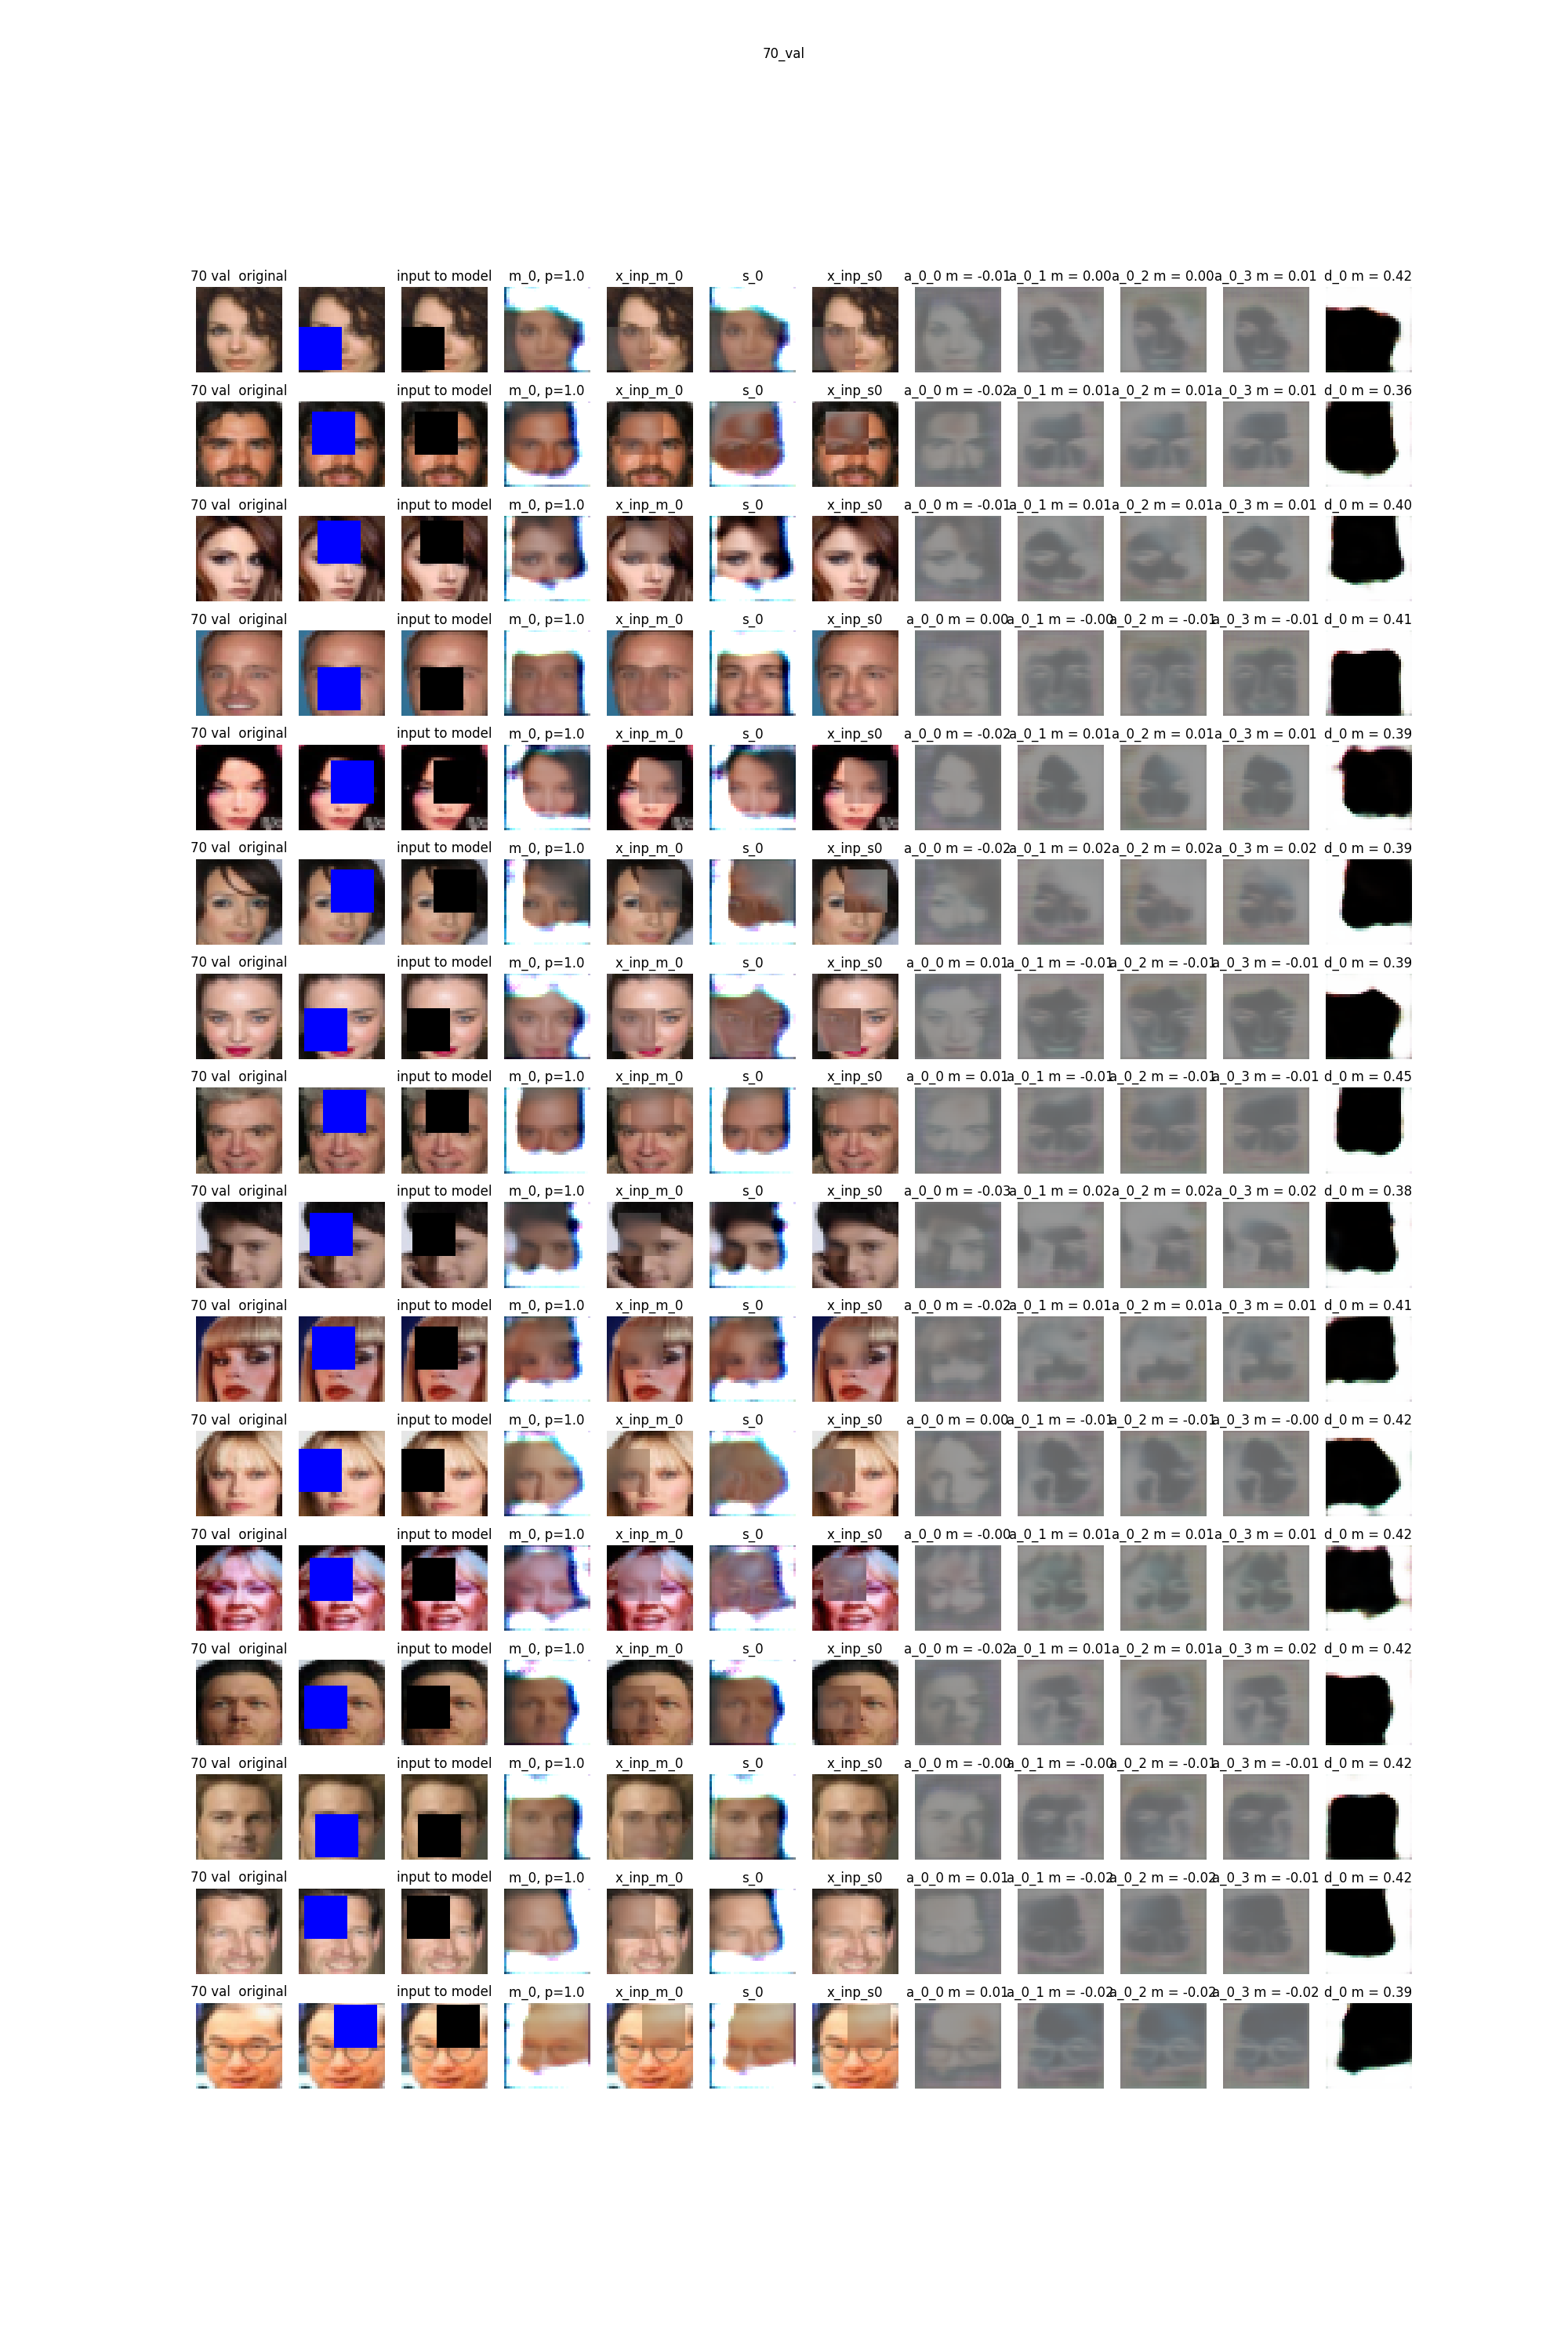 70_val
70 val original input to model m_0, p=1.0 x_inp_m_0 s_0 x_inp_s0 a_0_0 m = -0.01 a_0_1 m = 0.00 a_0_2 m = 0.00 a_0_3 m = 0.01 d_0 m = 0.42
70 val original input to model m_0, p=1.0 x_inp_m_0 s_0 x_inp_s0 a_0_0 m = -0.02 a_0_1 m = 0.01 a_0_2 m = 0.01 a_0_3 m = 0.01 d_0 m = 0.36
70 val original input to model m_0, p=1.0 x_inp_m_0 s_0 x_inp_s0 a_0_0 m = -0.01 a_0_1 m = 0.01 a_0_2 m = 0.01 a_0_3 m = 0.01 d_0 m = 0.40
70 val original input to model m_0, p=1.0 x_inp_m_0 s_0 x_inp_s0 a_0_0 m = 0.00 a_0_1 m = -0.00 a_0_2 m = -0.01 a_0_3 m = -0.01 d_0 m = 0.41
70 val original input to model m_0, p=1.0 x_inp_m_0 s_0 x_inp_s0 a_0_0 m = -0.02 a_0_1 m = 0.01 a_0_2 m = 0.01 a_0_3 m = 0.01 d_0 m = 0.39
70 val original input to model m_0, p=1.0 x_inp_m_0 s_0 x_inp_s0 a_0_0 m = -0.02 a_0_1 m = 0.02 a_0_2 m = 0.02 a_0_3 m = 0.02 d_0 m = 0.39
70 val original input to model m_0, p=1.0 x_inp_m_0 s_0 x_inp_s0 a_0_0 m = 0.01 a_0_1 m = -0.01 a_0_2 m = -0.01 a_0_3 m = -0.01 d_0 m = 0.39
70 val original input to model m_0, p=1.0 x_inp_m_0 s_0 x_inp_s0 a_0_0 m = 0.01 a_0_1 m = -0.01 a_0_2 m = -0.01 a_0_3 m = -0.01 d_0 m = 0.45
70 val original input to model m_0, p=1.0 x_inp_m_0 s_0 x_inp_s0 a_0_0 m = -0.03 a_0_1 m = 0.02 a_0_2 m = 0.02 a_0_3 m = 0.02 d_0 m = 0.38
70 val original input to model m_0, p=1.0 x_inp_m_0 s_0 x_inp_s0 a_0_0 m = -0.02 a_0_1 m = 0.01 a_0_2 m = 0.01 a_0_3 m = 0.01 d_0 m = 0.41
70 val original input to model m_0, p=1.0 x_inp_m_0 s_0 x_inp_s0 a_0_0 m = 0.00 a_0_1 m = -0.01 a_0_2 m = -0.01 a_0_3 m = -0.00 d_0 m = 0.42
70 val original input to model m_0, p=1.0 x_inp_m_0 s_0 x_inp_s0 a_0_0 m = -0.00 a_0_1 m = 0.01 a_0_2 m = 0.01 a_0_3 m = 0.01 d_0 m = 0.42
70 val original input to model m_0, p=1.0 x_inp_m_0 s_0 x_inp_s0 a_0_0 m = -0.02 a_0_1 m = 0.01 a_0_2 m = 0.01 a_0_3 m = 0.02 d_0 m = 0.42
70 val original input to model m_0, p=1.0 x_inp_m_0 s_0 x_inp_s0 a_0_0 m = -0.00 a_0_1 m = -0.00 a_0_2 m = -0.01 a_0_3 m = -0.01 d_0 m = 0.42
70 val original input to model m_0, p=1.0 x_inp_m_0 s_0 x_inp_s0 a_0_0 m = 0.01 a_0_1 m = -0.02 a_0_2 m = -0.02 a_0_3 m = -0.01 d_0 m = 0.42
70 val original input to model m_0, p=1.0 x_inp_m_0 s_0 x_inp_s0 a_0_0 m = 0.01 a_0_1 m = -0.02 a_0_2 m = -0.02 a_0_3 m = -0.02 d_0 m = 0.39